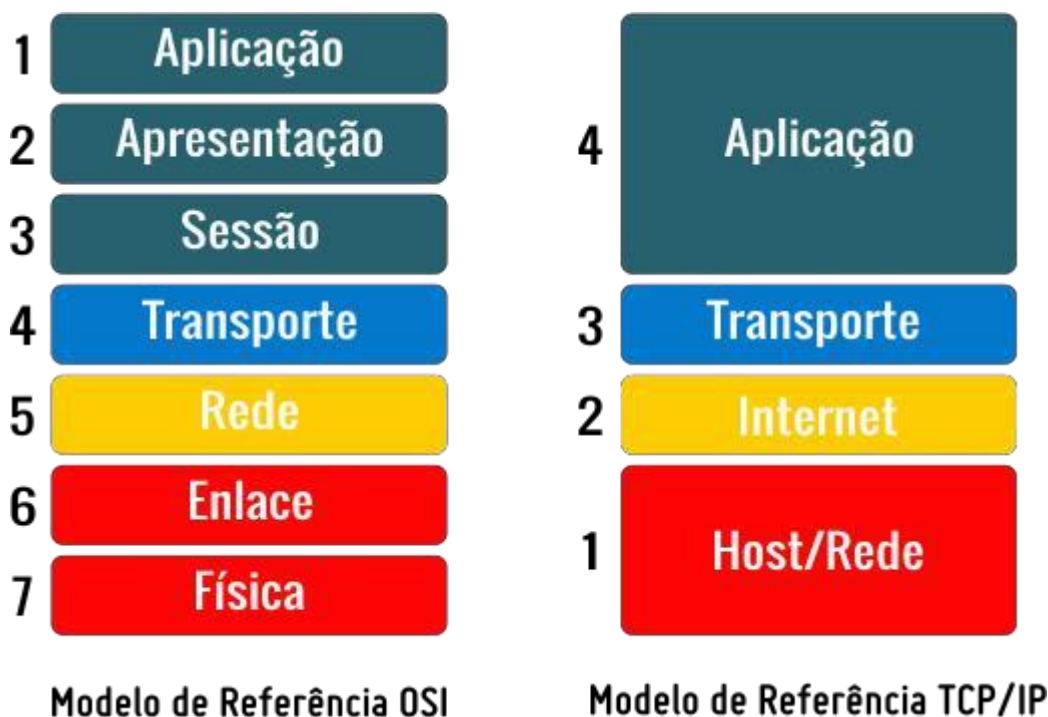 1 Aplicação
2 Apresentação
3 Sessão
4 Transporte
5 Rede
6 Enlace
7 Física
Modelo de Referência OSI
4 Aplicação
3 Transporte
2 Internet
1 Host/Rede
Modelo de Referência TCP/IP